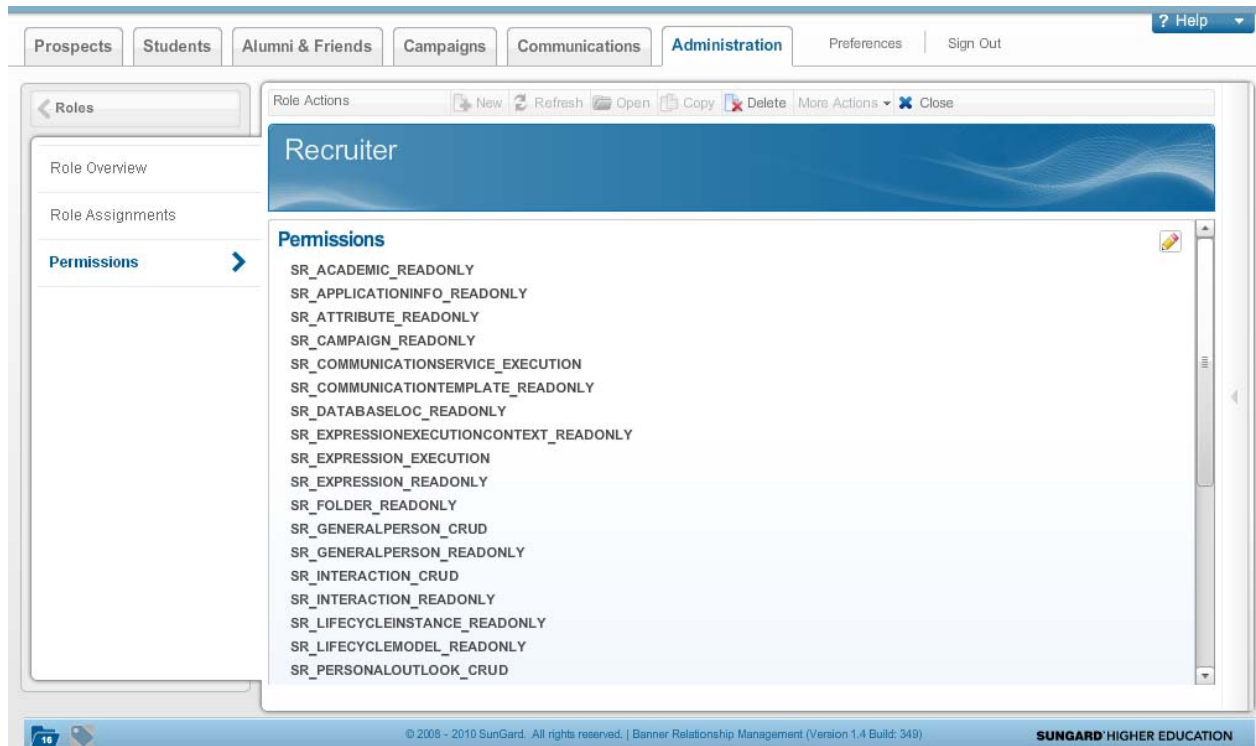 ? Help
Prospects Students Alumni & Friends Campaigns Communications Administration Preferences Sign Out
Roles
Role Actions New Refresh Open Copy Delete More Actions Close
Recruiter
Role Overview
Role Assignments
Permissions
Permissions
SR_ACADEMIC_READONLY
SR_APPLICATIONINFO_READONLY
SR_ATTRIBUTE_READONLY
SR_CAMPAIGN_READONLY
SR_COMMUNICATIONSERVICE_EXECUTION
SR_COMMUNICATIONTEMPLATE_READONLY
SR_DATABASELOC_READONLY
SR_EXPRESSIONEXECUTIONCONTEXT_READONLY
SR_EXPRESSION_EXECUTION
SR_EXPRESSION_READONLY
SR_FOLDER_READONLY
SR_GENERALPERSON_CRUD
SR_GENERALPERSON_READONLY
SR_INTERACTION_CRUD
SR_INTERACTION_READONLY
SR_LIFECYCLEINSTANCE_READONLY
SR_LIFECYCLEMODEL_READONLY
SR_PERSONALOUTLOOK_CRUD
16
© 2008 - 2010 SunGard. All rights reserved. | Banner Relationship Management (Version 1.4 Build: 349)
SUNGARD' HIGHER EDUCATION